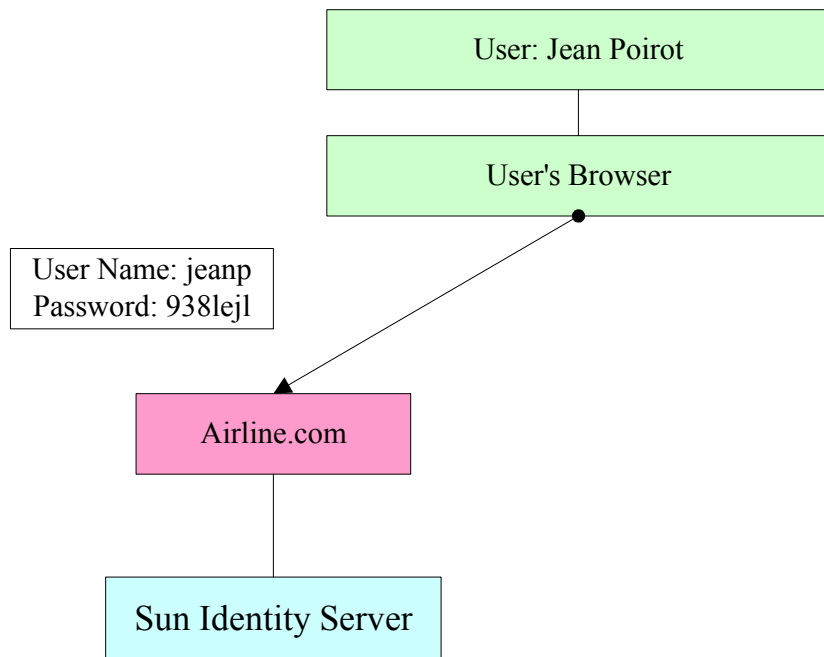 User: Jean Poirot
User's Browser
User Name: jeanp
Password: 938lejl
Airline.com
Sun Identity Server